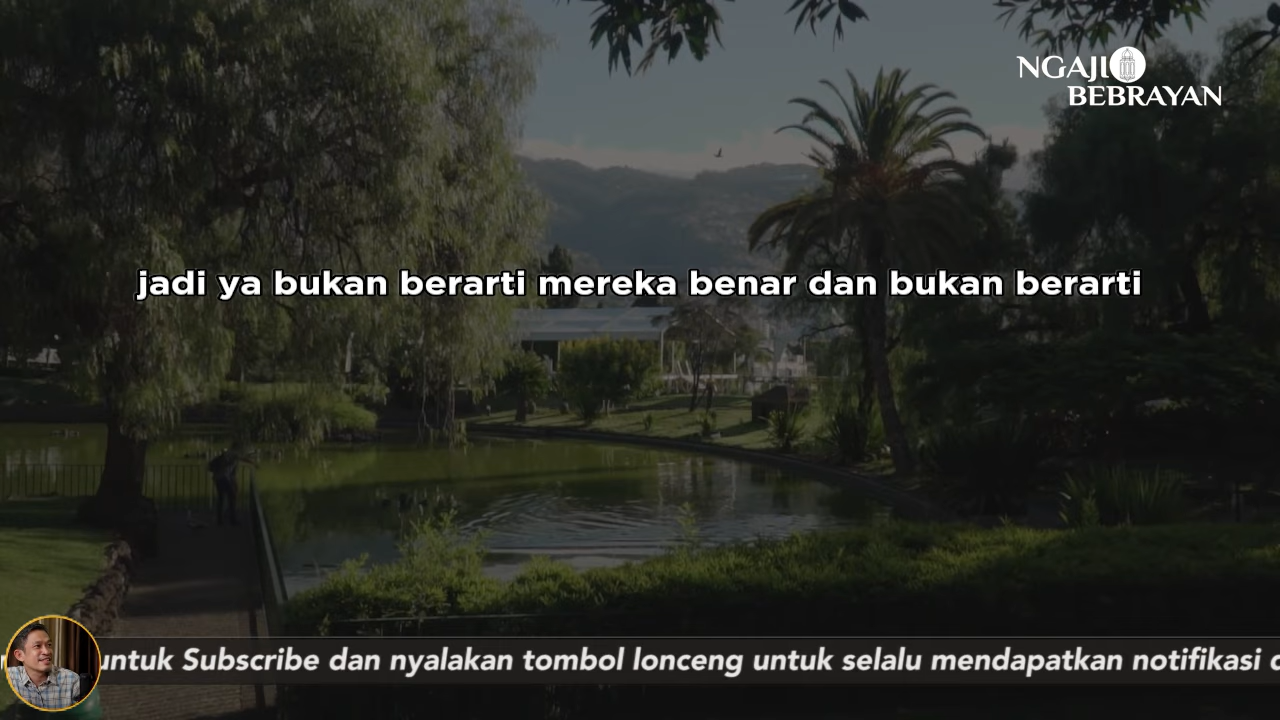 NGAJI
BEBRAYAN
jadi ya bukan berarti mereka benar dan bukan berarti
untuk Subscribe dan nyalakan tombol lonceng untuk selalu mendapatkan notifikasi